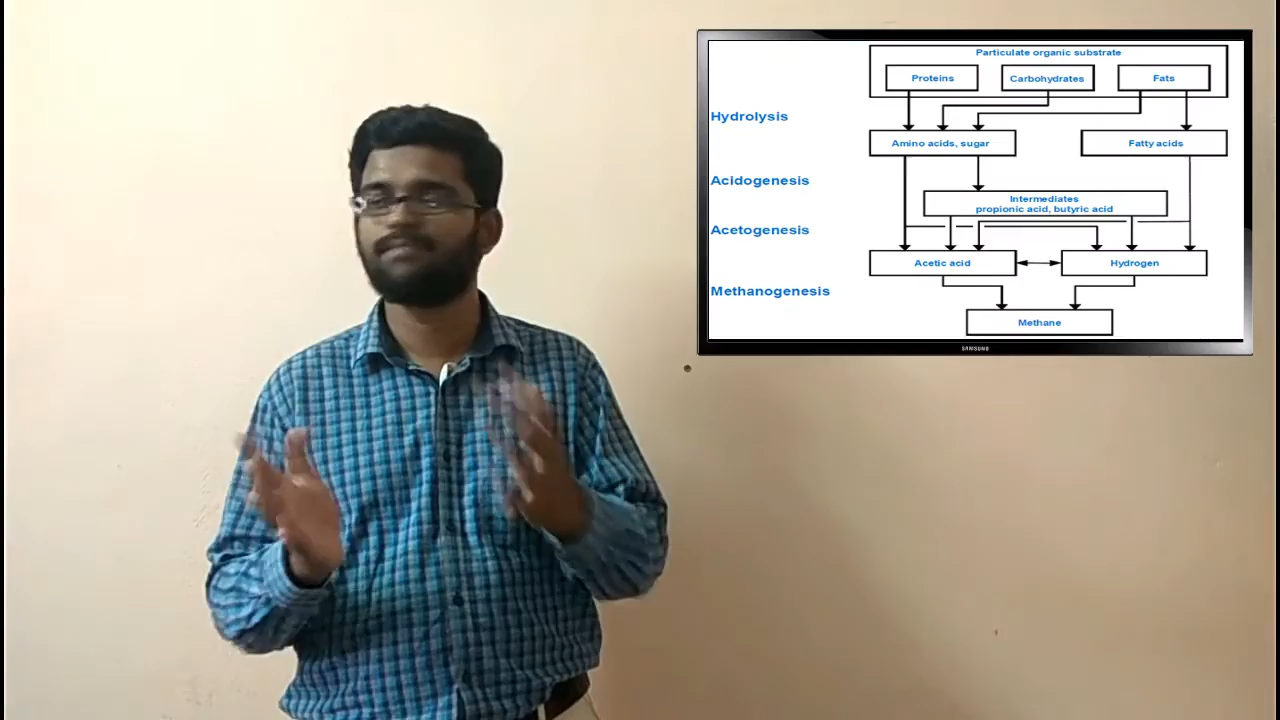 Particulate organic substrate
Proteins
Carbohydrates
Fats
Hydrolysis
Amino acids, sugar
Fatty acids
Acidogenesis
Intermediates
propionic acid, butyric acid
Acetogenesis
Acetic acid
Hydrogen
Methanogenesis
Methane
SAMSUNG